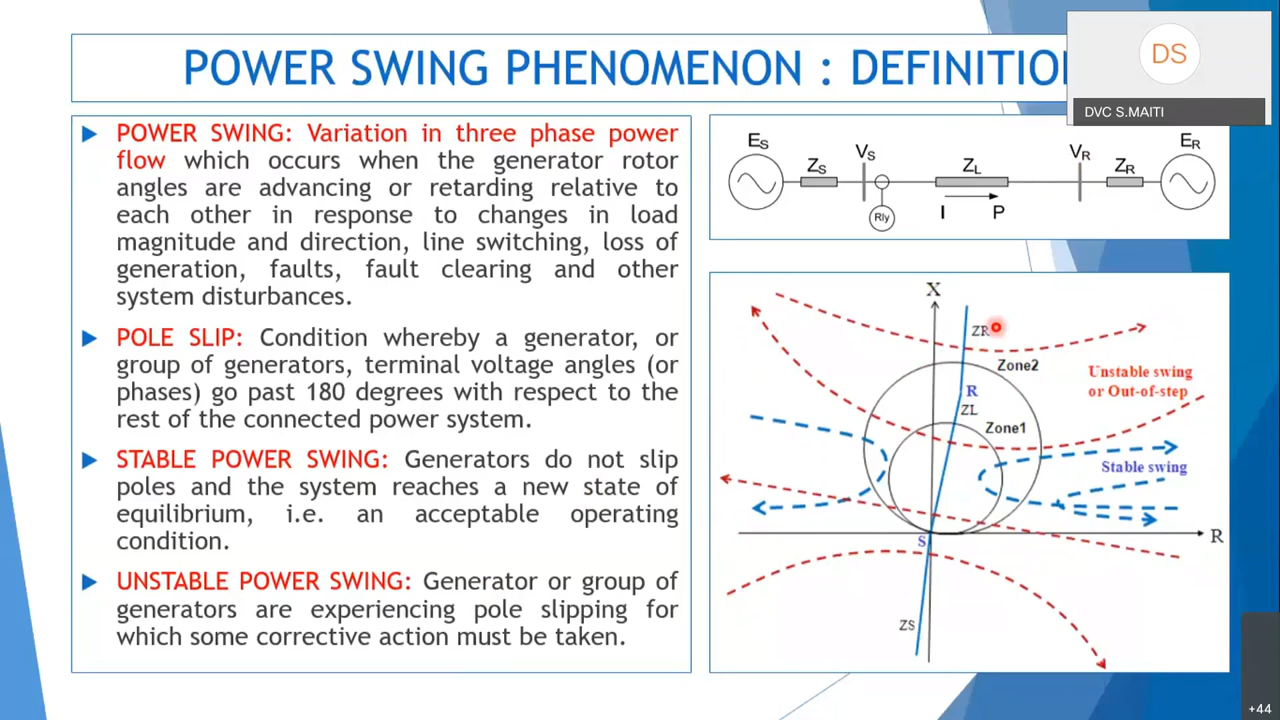 POWER SWING PHENOMENON : DEFINITIO
DS
DVC S.MAITI
POWER SWING: Variation in three phase power
flow which occurs when the generator rotor
angles are advancing or retarding relative to
each other in response to changes in load
magnitude and direction, line switching, loss of
generation, faults, fault clearing and other
system disturbances.
POLE SLIP: Condition whereby a generator, or
group of generators, terminal voltage angles (or
phases) go past 180 degrees with respect to the
rest of the connected power system.
STABLE POWER SWING: Generators do not slip
poles and the system reaches a new state of
equilibrium, i.e. an acceptable operating
condition.
UNSTABLE POWER SWING: Generator or group of
generators are experiencing pole slipping for
which some corrective action must be taken.
ES
ZS
VS
ZL
VR
ZR
ER
Rly
I
P
X
ZR
Zone2
Unstable swing
or Out-of-step
R
ZL
Zone1
Stable swing
S
R
ZS
+44